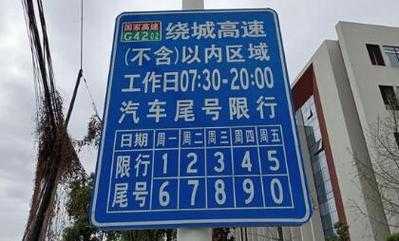 国家高速
G4202
绕城高速
(不含)以内区域
工作日07:30-20:00
汽车尾号限行
日期 周一 周二 周三 周四 周五
限行 1 2 3 4 5
尾号 6 7 8 9 0